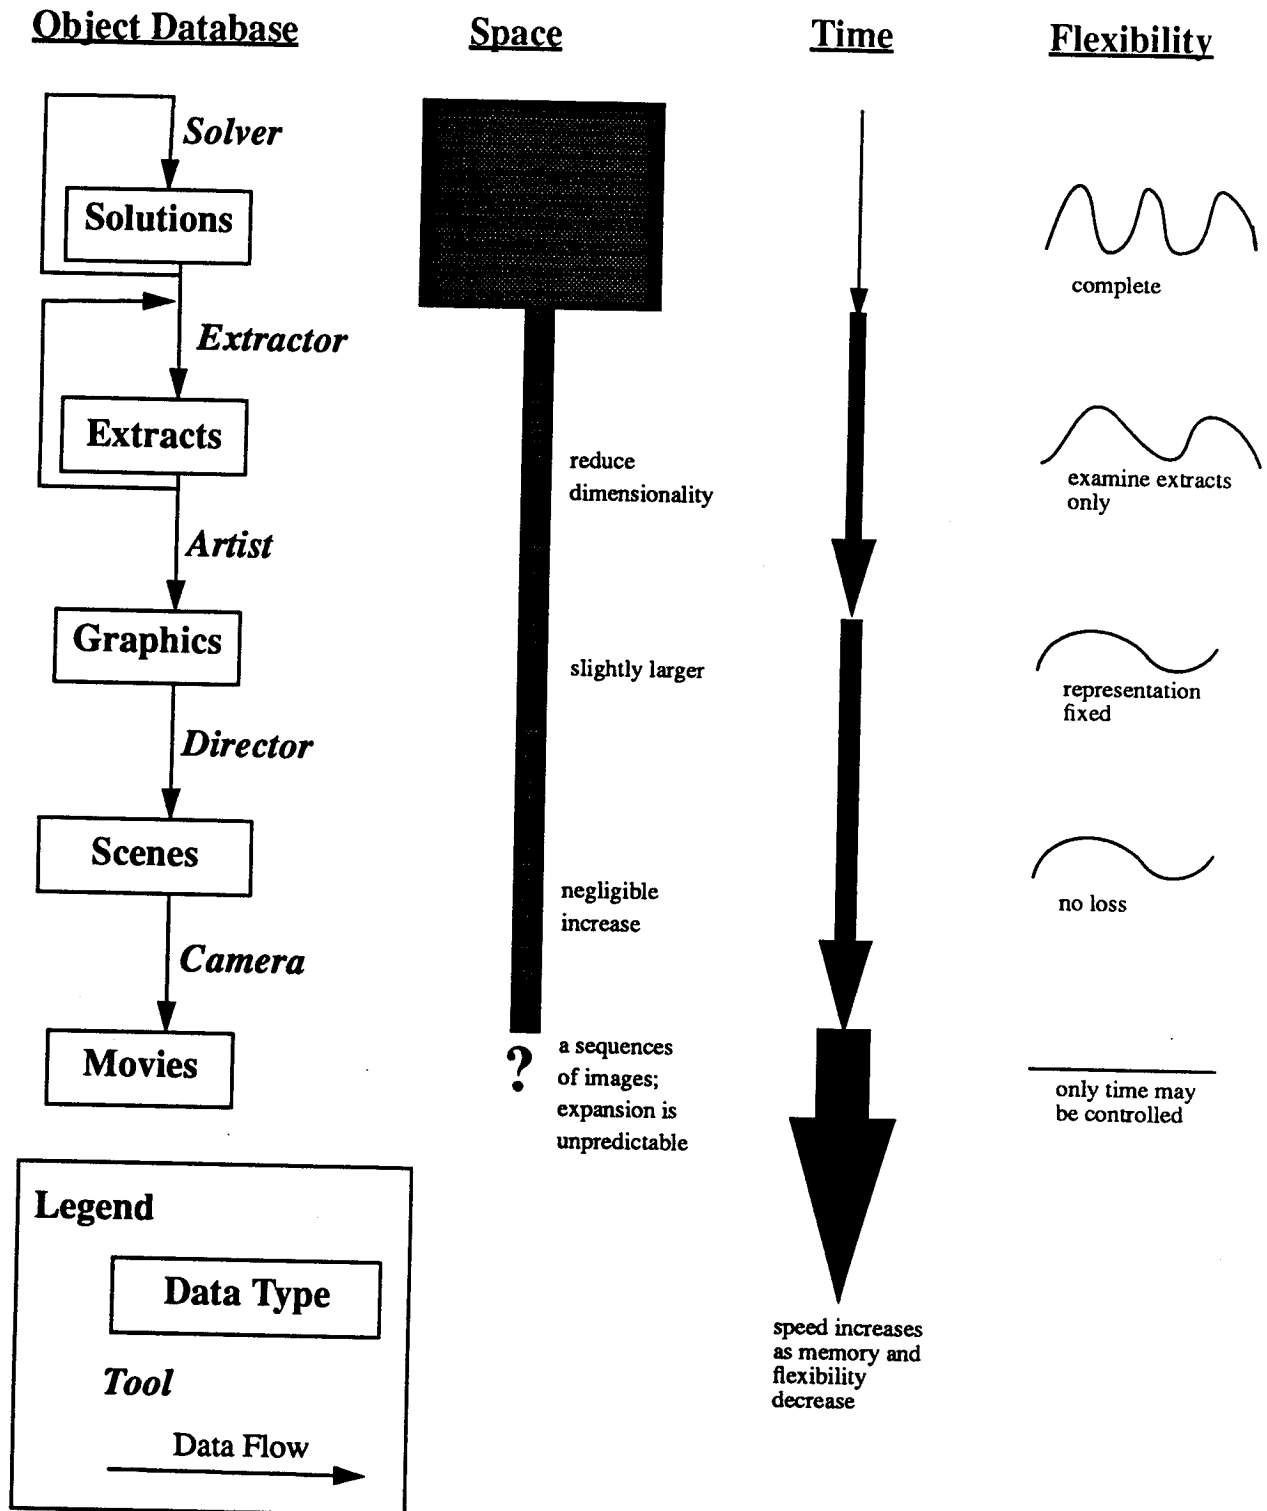 Object Database
Space
Time
Flexibility
Solver
Solutions
complete
Extractor
Extracts
reduce
dimensionality
examine extracts
only
Artist
Graphics
slightly larger
representation
fixed
Director
Scenes
negligible
increase
no loss
Camera
Movies
?
a sequences
of images;
expansion is
unpredictable
only time may
be controlled
speed increases
as memory and
flexibility
decrease
Legend
Data Type
Tool
Data Flow